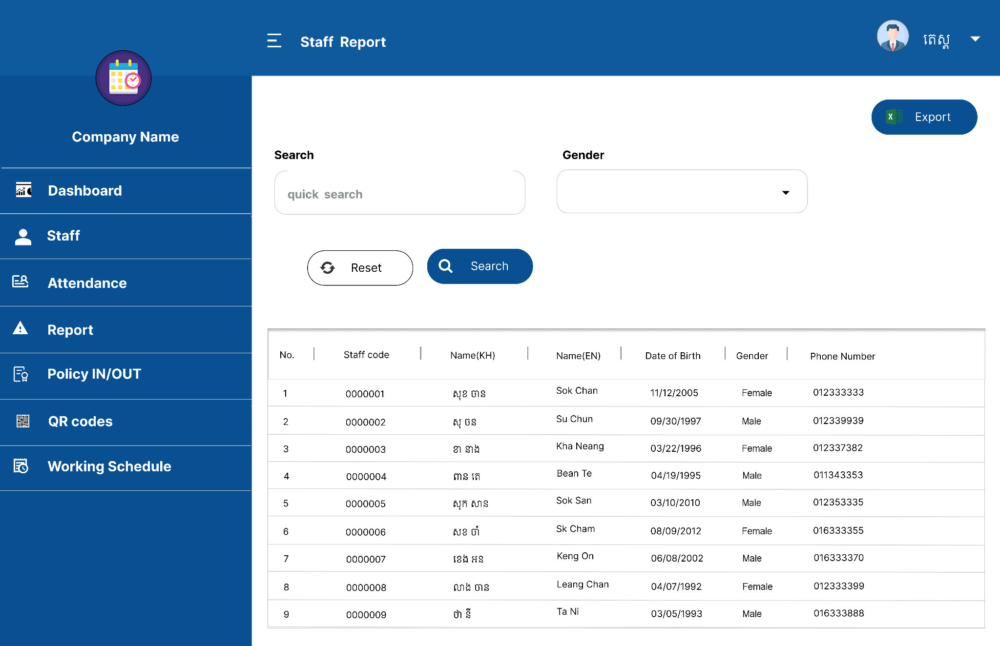 Staff Report
តេស្ត
Company Name
Dashboard
Staff
Attendance
Report
Policy IN/OUT
QR codes
Working Schedule
X Export
Search
Gender
quick search
Reset
Search
No. Staff code Name(KH) Name(EN) Date of Birth Gender Phone Number
1 0000001 សុខ ចាន Sok Chan 11/12/2005 Female 012333333
2 0000002 សុ ចន Su Chun 09/30/1997 Male 012339939
3 0000003 ខា នាង Kha Neang 03/22/1996 Female 012337382
4 0000004 ពាន តេ Bean Te 04/19/1995 Male 011343353
5 0000005 សុក សាន Sok San 03/10/2010 Male 012353335
6 0000006 សខ ចាំ Sk Cham 08/09/2012 Female 016333355
7 0000007 ខេង អន Keng On 06/08/2002 Male 016333370
8 0000008 លាង ចាន Leang Chan 04/07/1992 Female 012333399
9 0000009 ថា នី Ta Ni 03/05/1993 Male 016333888